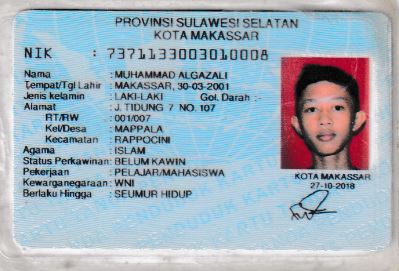 PROVINSI SULAWESI SELATAN
KOTA MAKASSAR
NIK : 7371133003010008
Nama : MUHAMMAD ALGAZALI
Tempat/Tgl Lahir : MAKASSAR, 30-03-2001
Jenis kelamin : LAKI-LAKI Gol. Darah :-
Alamat : J. TIDUNG 7 NO.107
RT/RW : 001/007
Kel/Desa : MAPPALA
Kecamatan : RAPPOCINI
Agama : ISLAM
Status Perkawinan: BELUM KAWIN
Pekerjaan : PELAJAR/MAHASISWA
Kewarganegaraan: WNI
Berlaku Hingga : SEUMUR HIDUP
KOTA MAKASSAR
27-10-2018